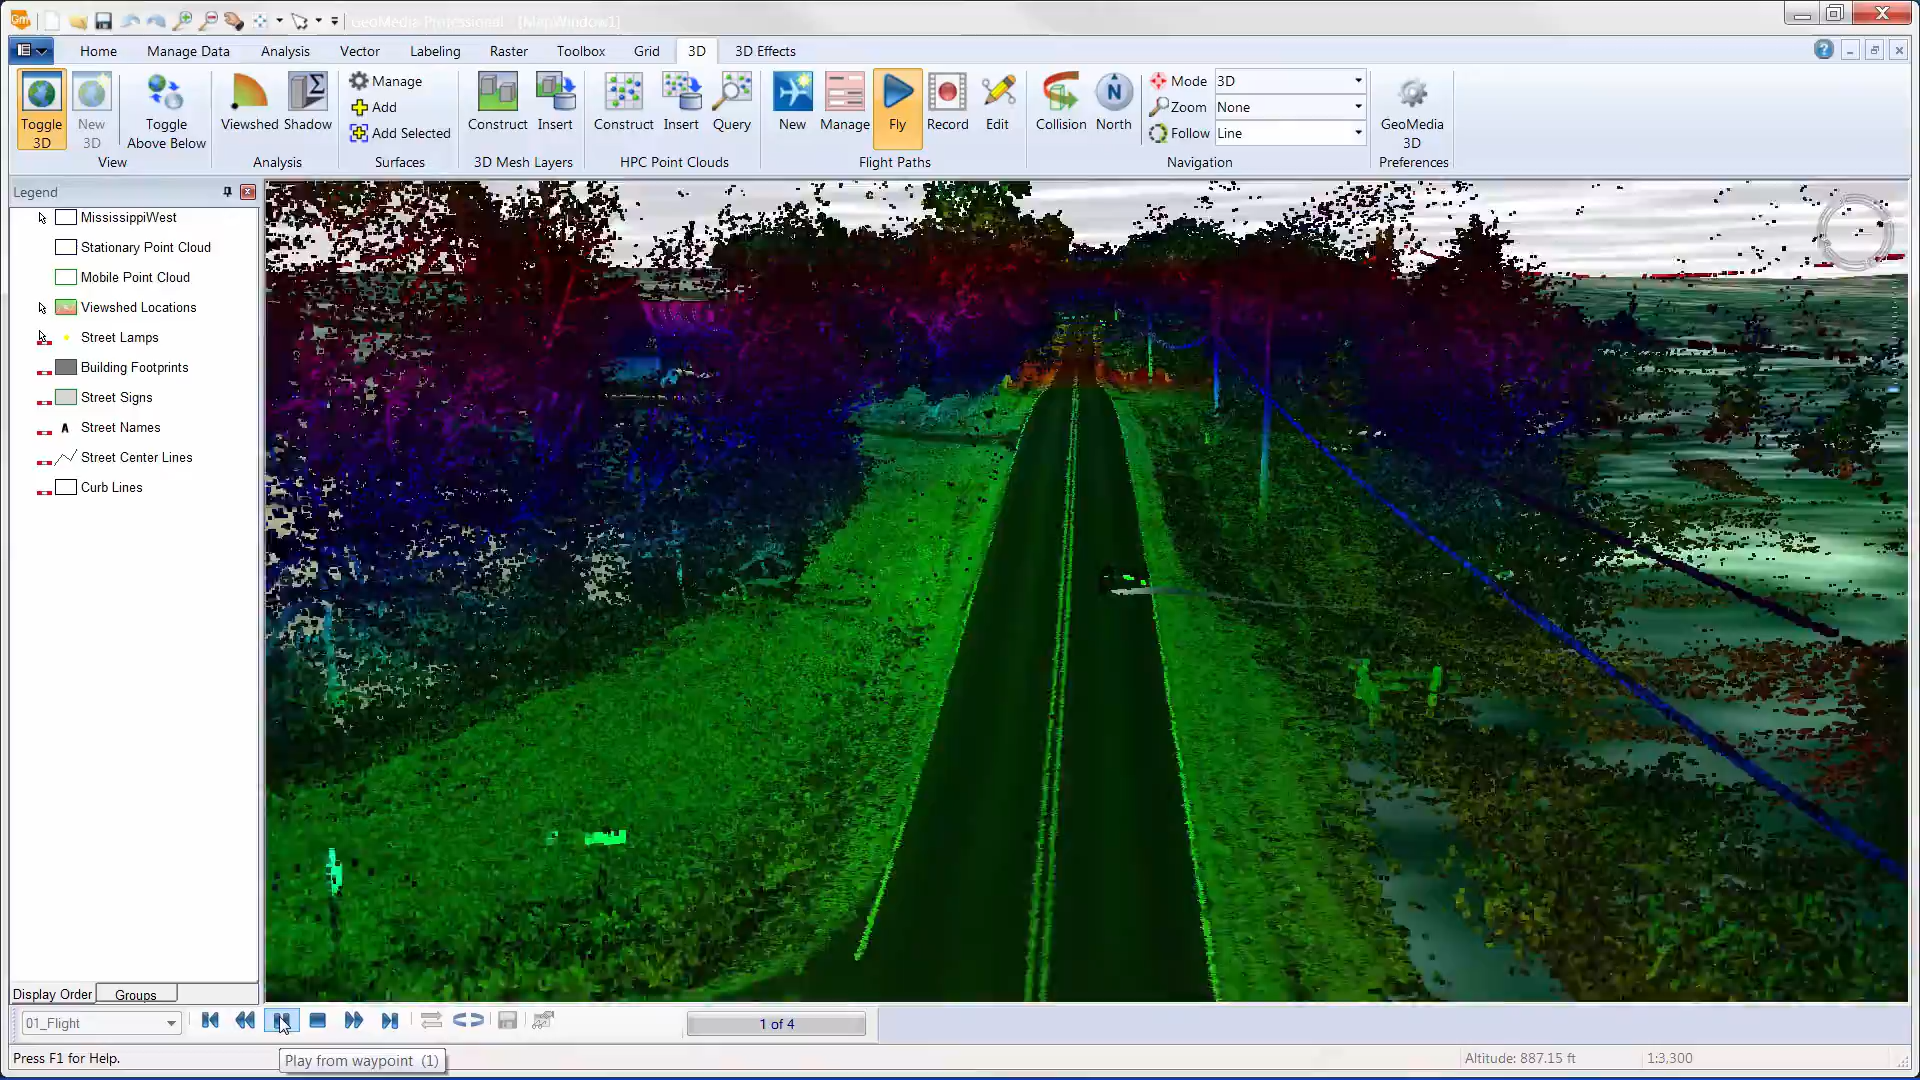 Gm
GeoMedia Professional - [MapWindow1]
Home Manage Data Analysis Vector Labeling Raster Toolbox Grid 3D 3D Effects
Toggle 3D
New 3D
Toggle Above Below
View
Viewshed
Shadow
Analysis
Manage
Add
Add Selected
Surfaces
Construct
Insert
3D Mesh Layers
Construct
Insert
Query
HPC Point Clouds
New
Manage
Fly
Record
Edit
Flight Paths
Collision
N
North
Mode 3D
Zoom None
Follow Line
Navigation
GeoMedia 3D
Preferences
Legend
MississippiWest
Stationary Point Cloud
Mobile Point Cloud
Viewshed Locations
Street Lamps
Building Footprints
Street Signs
A Street Names
Street Center Lines
Curb Lines
Display Order Groups
01_Flight
1 of 4
Press F1 for Help.
Play from waypoint (1)
Altitude: 887.15 ft
1:3,300